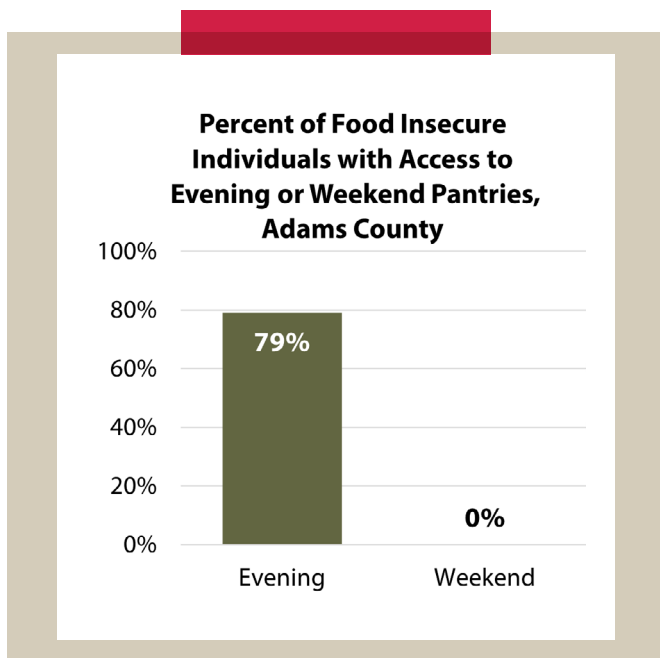 Percent of Food Insecure
Individuals with Access to
Evening or Weekend Pantries,
Adams County
100%
80%
79%
60%
40%
20%
0%
0%
Evening
Weekend